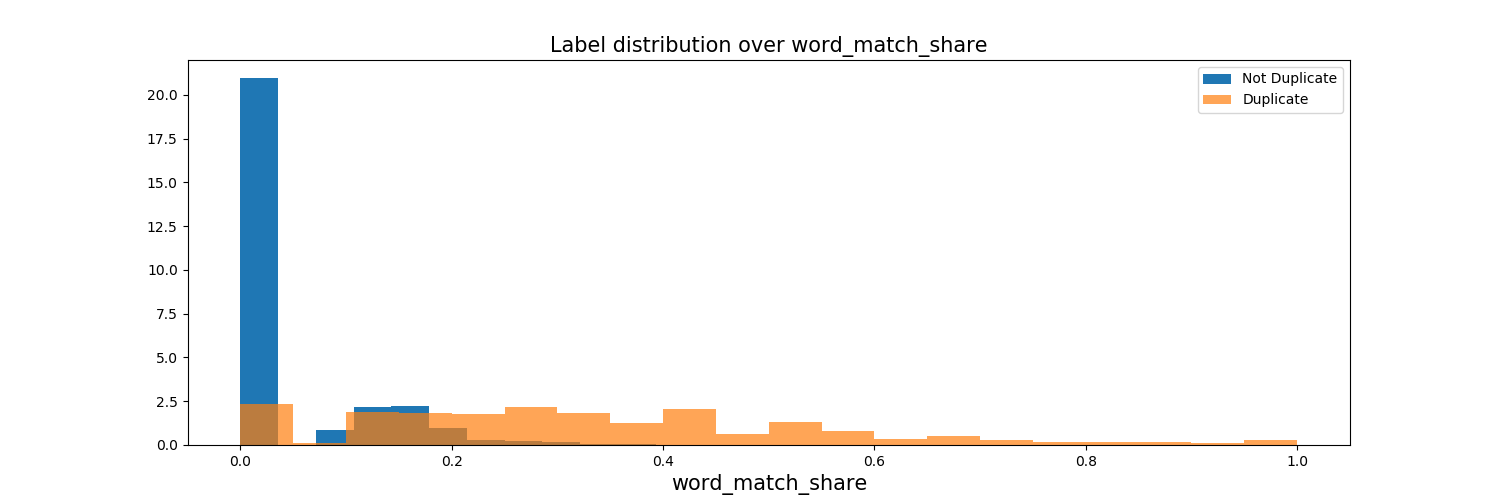 Label distribution over word_match_share
Not Duplicate
Duplicate
20.0
17.5
15.0
12.5
10.0
7.5
5.0
2.5
0.0
0.0 0.2 0.4 0.6 0.8 1.0
word_match_share